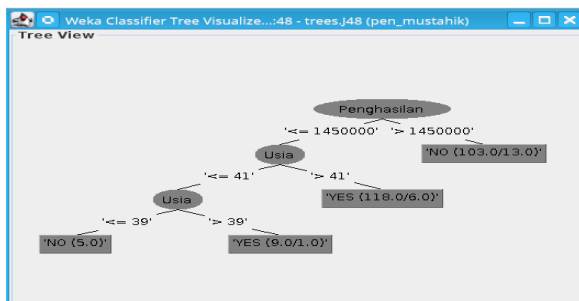 Weka Classifier Tree Visualize...:48 - trees.J48 (pen_mustahik)
Tree View
Penghasilan
'<= 1450000' '> 1450000'
Usia 'NO (103.0/13.0)'
'<= 41' '> 41'
Usia 'YES (118.0/6.0)'
'<= 39' '> 39'
'NO (5.0)' 'YES (9.0/1.0)'